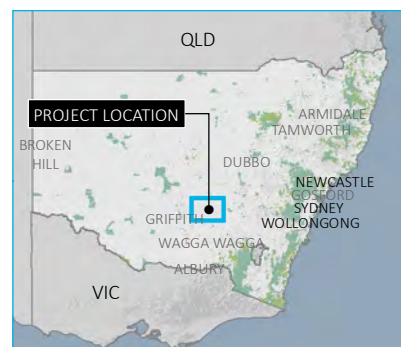 QLD
PROJECT LOCATION
ARMIDALE
TAMWORTH
BROKEN
HILL
DUBBO
NEWCASTLE
GOSFORD
SYDNEY
GRIFFITH
WOLLONGONG
WAGGA WAGGA
ALBURY
VIC